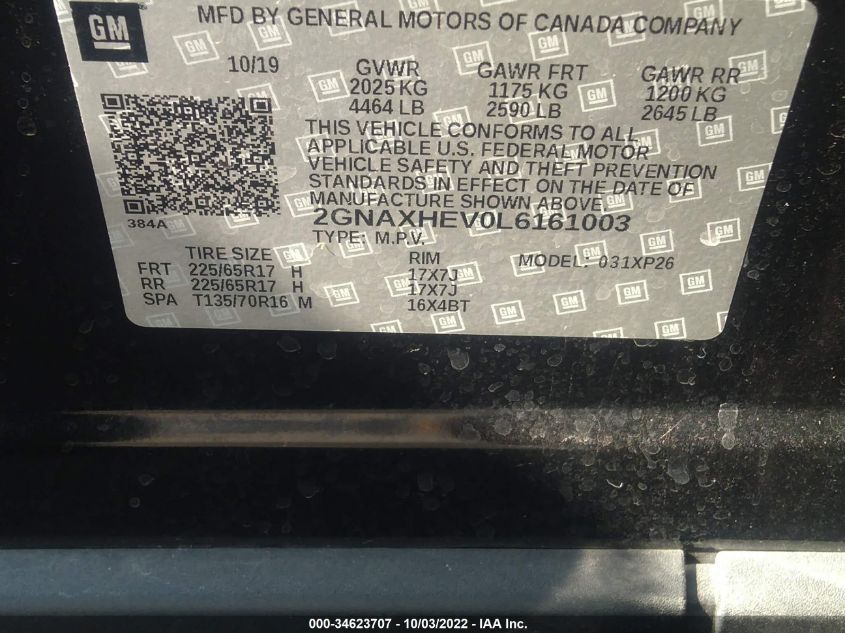 GM
MFD BY GENERAL MOTORS OF CANADA COMPANY
10/19 GVWR GAWR FRT GAWR RR
2025 KG 1175 KG 1200 KG
4464 LB 2590 LB 2645 LB
THIS VEHICLE CONFORMS TO ALL
APPLICABLE U.S. FEDERAL MOTOR
VEHICLE SAFETY AND THEFT PREVENTION
STANDARDS IN EFFECT ON THE DATE OF
MANUFACTURE SHOWN ABOVE.
2GNAXHEV0L6161003
384A
TYPE: M.P.V.
TIRE SIZE RIM MODEL: 031XP26
FRT 225/65R17 H 17X7J
RR 225/65R17 H 17X7J
SPA T135/70R16 M 16X4BT
000-34623707 - 10/03/2022 - IAA Inc.